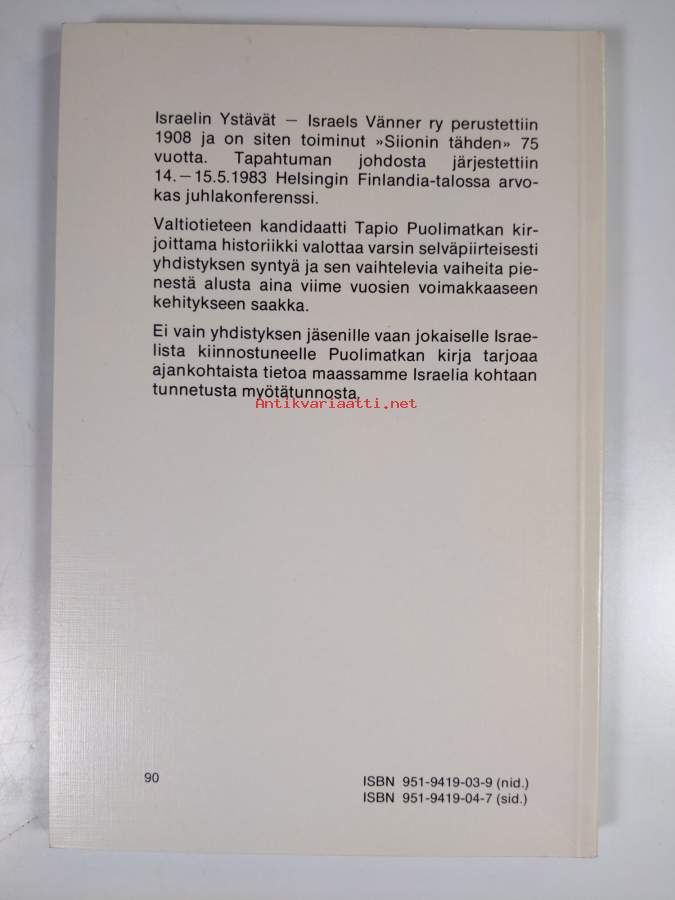 Israelin Ystävät — Israels Vänner ry perustettiin
1908 ja on siten toiminut »Siionin tähden» 75
vuotta. Tapahtuman johdosta järjestettiin
14.—15.5.1983 Helsingin Finlandia-talossa arvo-
kas juhlakonferenssi.
Valtiotieteen kandidaatti Tapio Puolimatkan kir-
joittama historiikki valottaa varsin selväpiirteisesti
yhdistyksen syntyä ja sen vaihtelevia vaiheita pie-
nestä alusta aina viime vuosien voimakkaaseen
kehitykseen saakka.
Ei vain yhdistyksen jäsenille vaan jokaiselle Israe-
lista kiinnostuneelle Puolimatkan kirja tarjoaa
ajankohtaista tietoa maassamme Israelia kohtaan
tunnetusta myötätunnosta.
Antikvariaatti.net
90
ISBN 951-9419-03-9 (nid.)
ISBN 951-9419-04-7 (sid.)